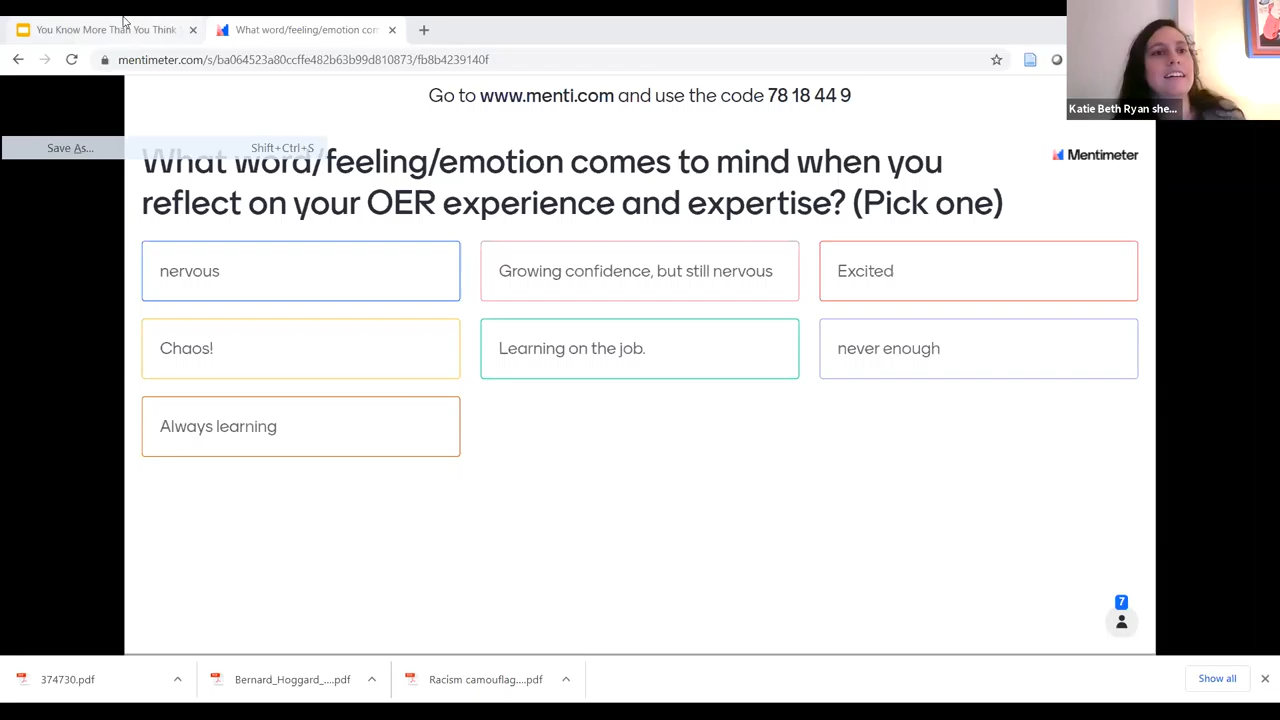 You Know More Than You Think
What word/feeling/emotion com
mentimeter.com/s/ba064523a80ccffe482b63b99d810873/fb8b4239140f
Katie Beth Ryan she...
Go to www.menti.com and use the code 78 18 44 9
Save As...
Shift+Ctrl+S
What word/feeling/emotion comes to mind when you
reflect on your OER experience and expertise? (Pick one)
Mentimeter
nervous
Growing confidence, but still nervous
Excited
Chaos!
Learning on the job.
never enough
Always learning
7
374730.pdf
Bernard_Hoggard_....pdf
Racism camouflag....pdf
Show all